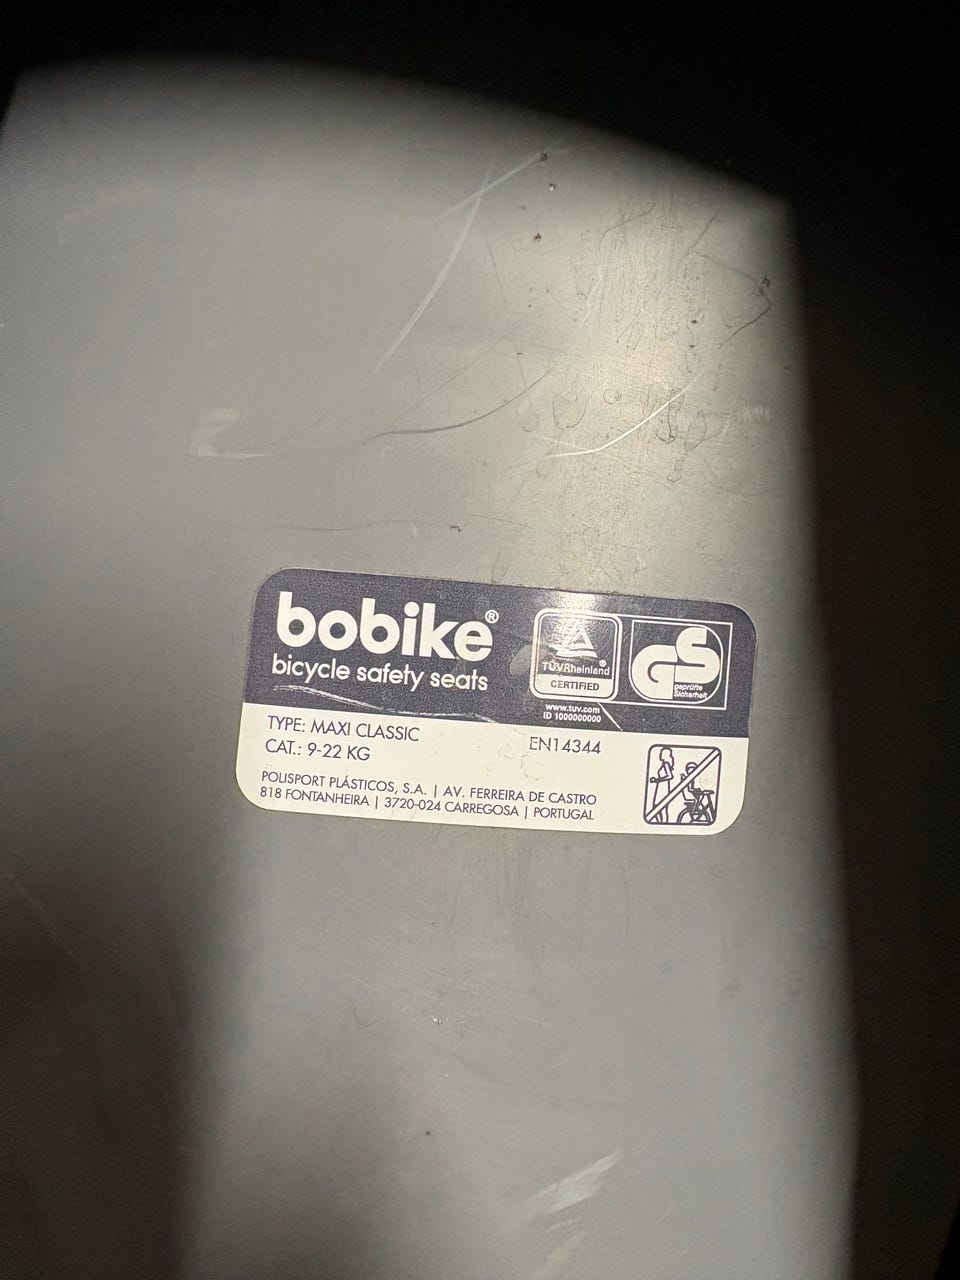 bobike®
bicycle safety seats
TÜVRheinland®
CERTIFIED
www.tuv.com
ID 1000000000
GS
geprüfte
Sicherheit
TYPE: MAXI CLASSIC
CAT.: 9-22 KG
EN14344
POLISPORT PLÁSTICOS, S.A. | AV. FERREIRA DE CASTRO
818 FONTANHEIRA | 3720-024 CARREGOSA | PORTUGAL